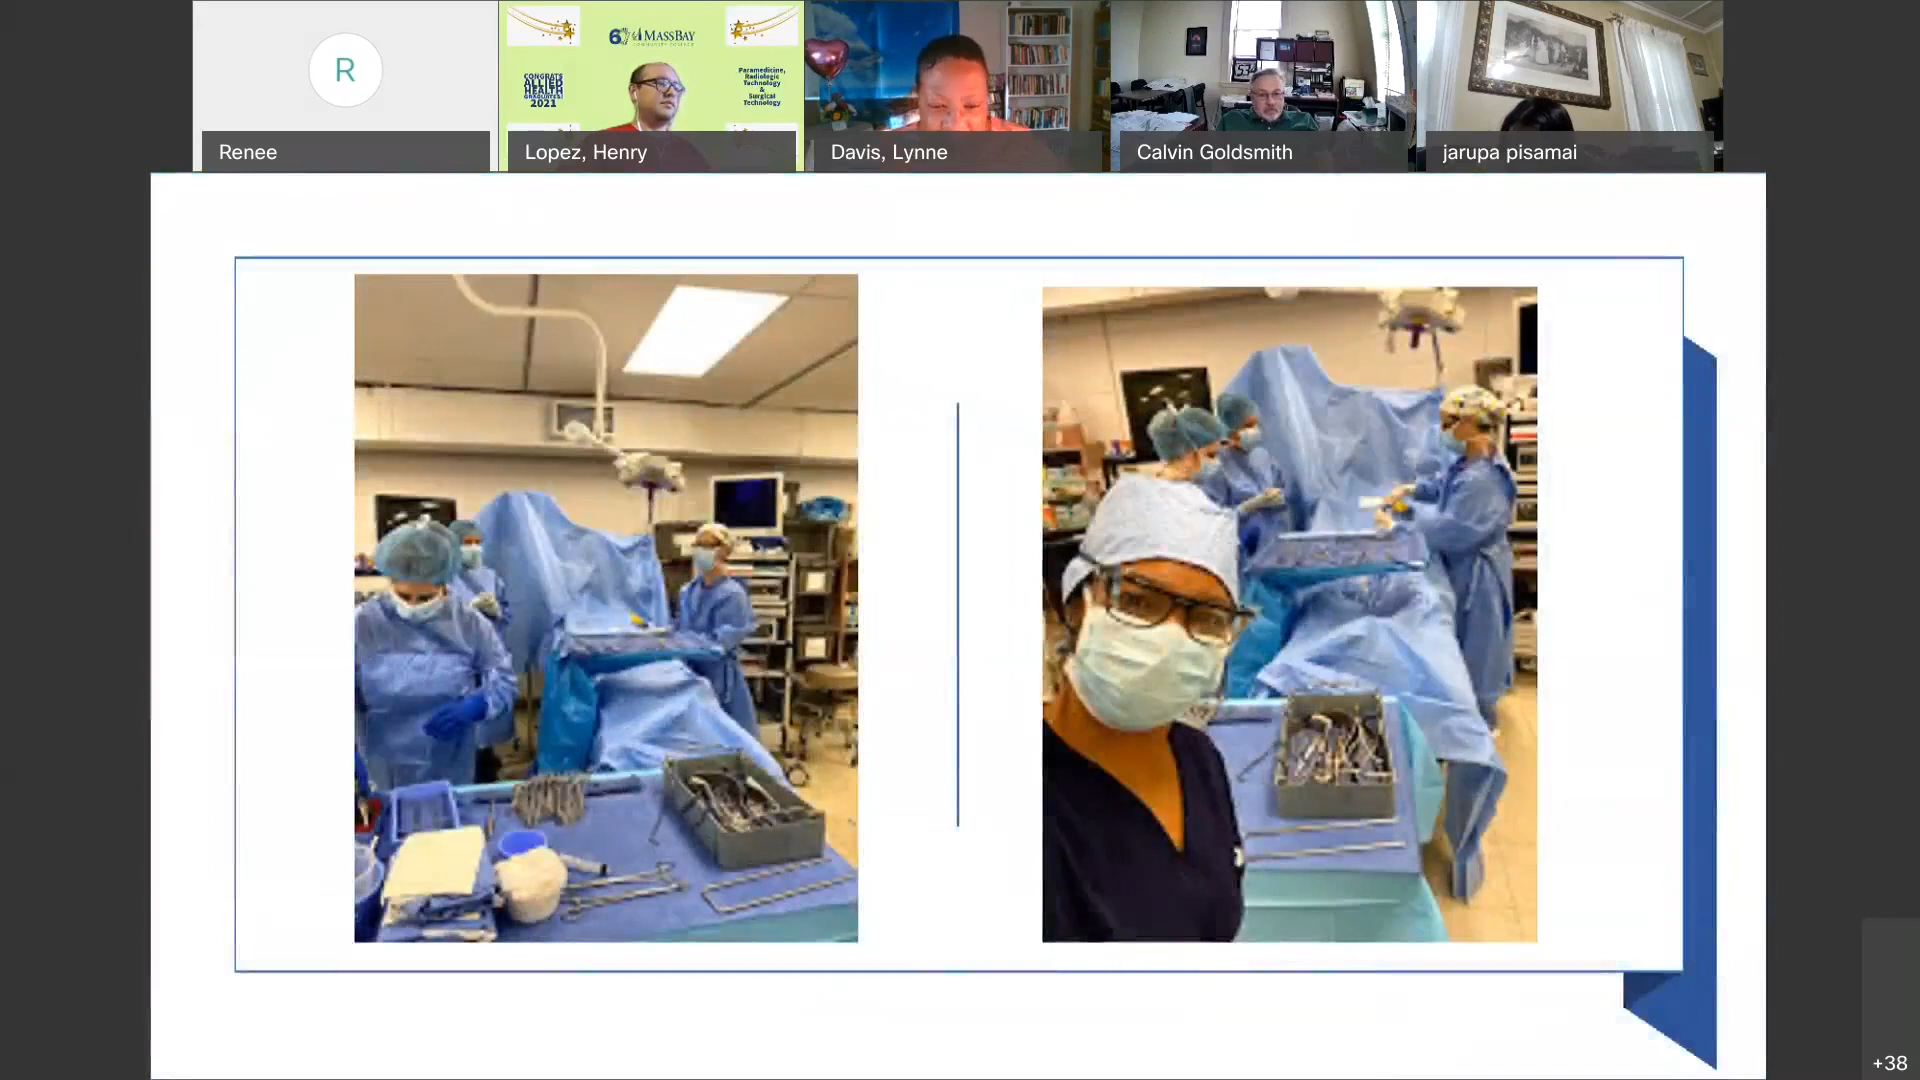 R
Renee
6
MASSBAY
COMMUNITY COLLEGE
CONGRATS
ALLIED
HEALTH
GRADUATES!
2021
Paramedicine,
Radiologic
Technology
&
Surgical
Technology
Lopez, Henry
Davis, Lynne
Calvin Goldsmith
jarupa pisamai
+38